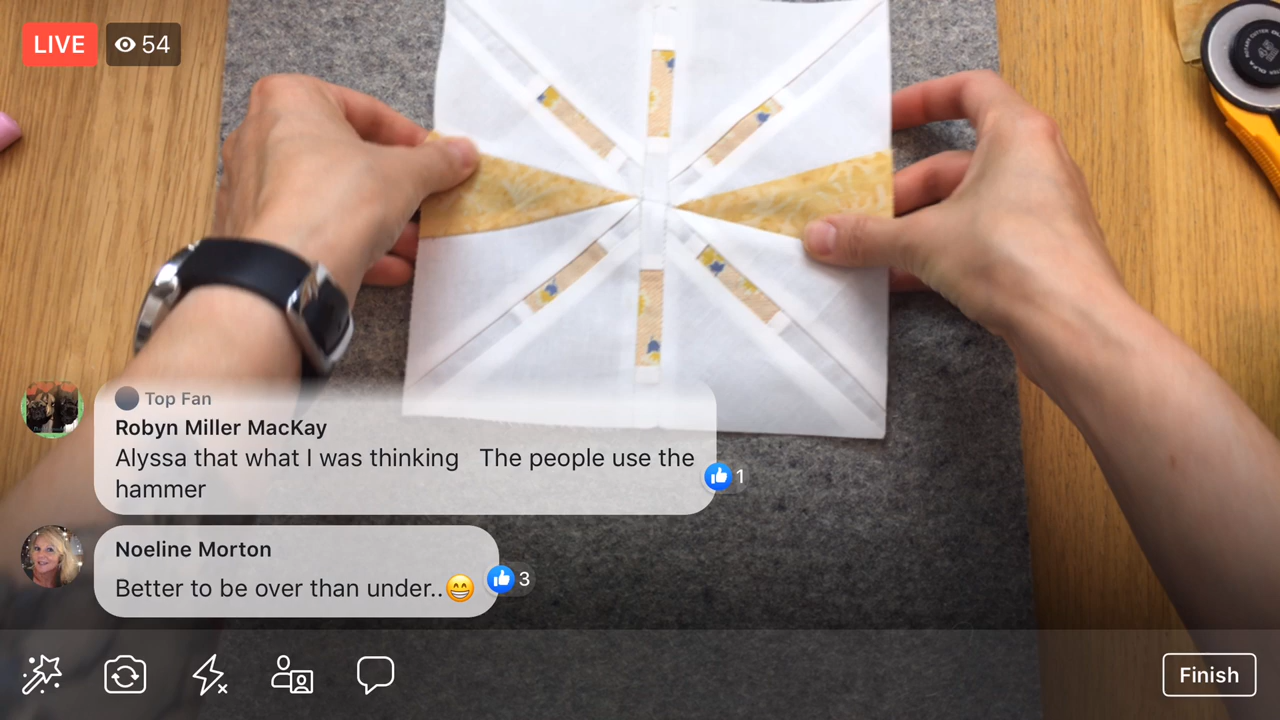 LIVE
54
Top Fan
Robyn Miller MacKay
Alyssa that what I was thinking The people use the
hammer
1
Noeline Morton
Better to be over than under..😁
3
Finish